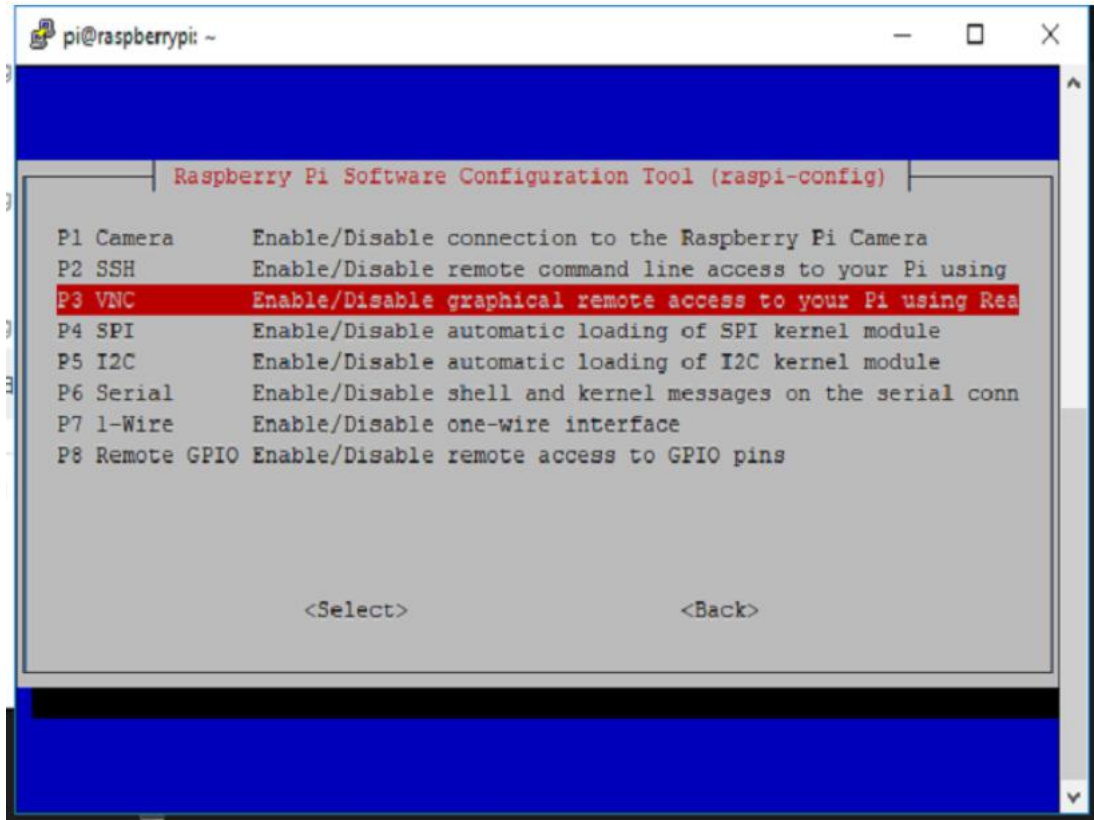 pi@raspberrypi: ~
Raspberry Pi Software Configuration Tool (raspi-config)
P1 Camera Enable/Disable connection to the Raspberry Pi Camera
P2 SSH Enable/Disable remote command line access to your Pi using
P3 VNC Enable/Disable graphical remote access to your Pi using Rea
P4 SPI Enable/Disable automatic loading of SPI kernel module
P5 I2C Enable/Disable automatic loading of I2C kernel module
P6 Serial Enable/Disable shell and kernel messages on the serial conn
P7 1-Wire Enable/Disable one-wire interface
P8 Remote GPIO Enable/Disable remote access to GPIO pins
<Select> <Back>